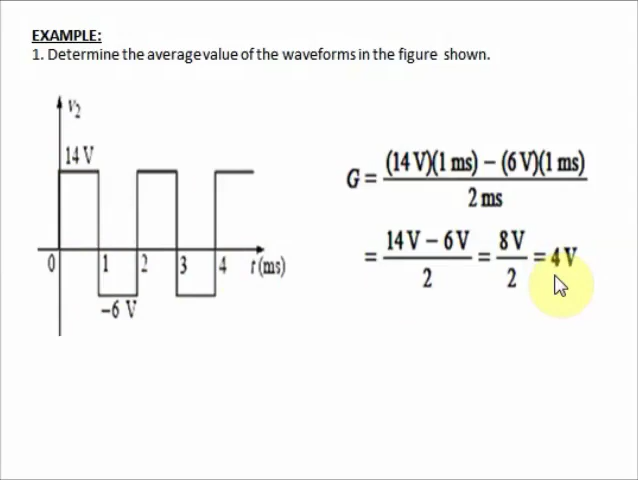 EXAMPLE:
1. Determine the average value of the waveforms in the figure shown.
v₂
14 V
0 1 2 3 4 t (ms)
−6 V
G = (14 V)(1 ms) − (6 V)(1 ms) / 2 ms
= 14 V − 6 V / 2 = 8 V / 2 = 4 V